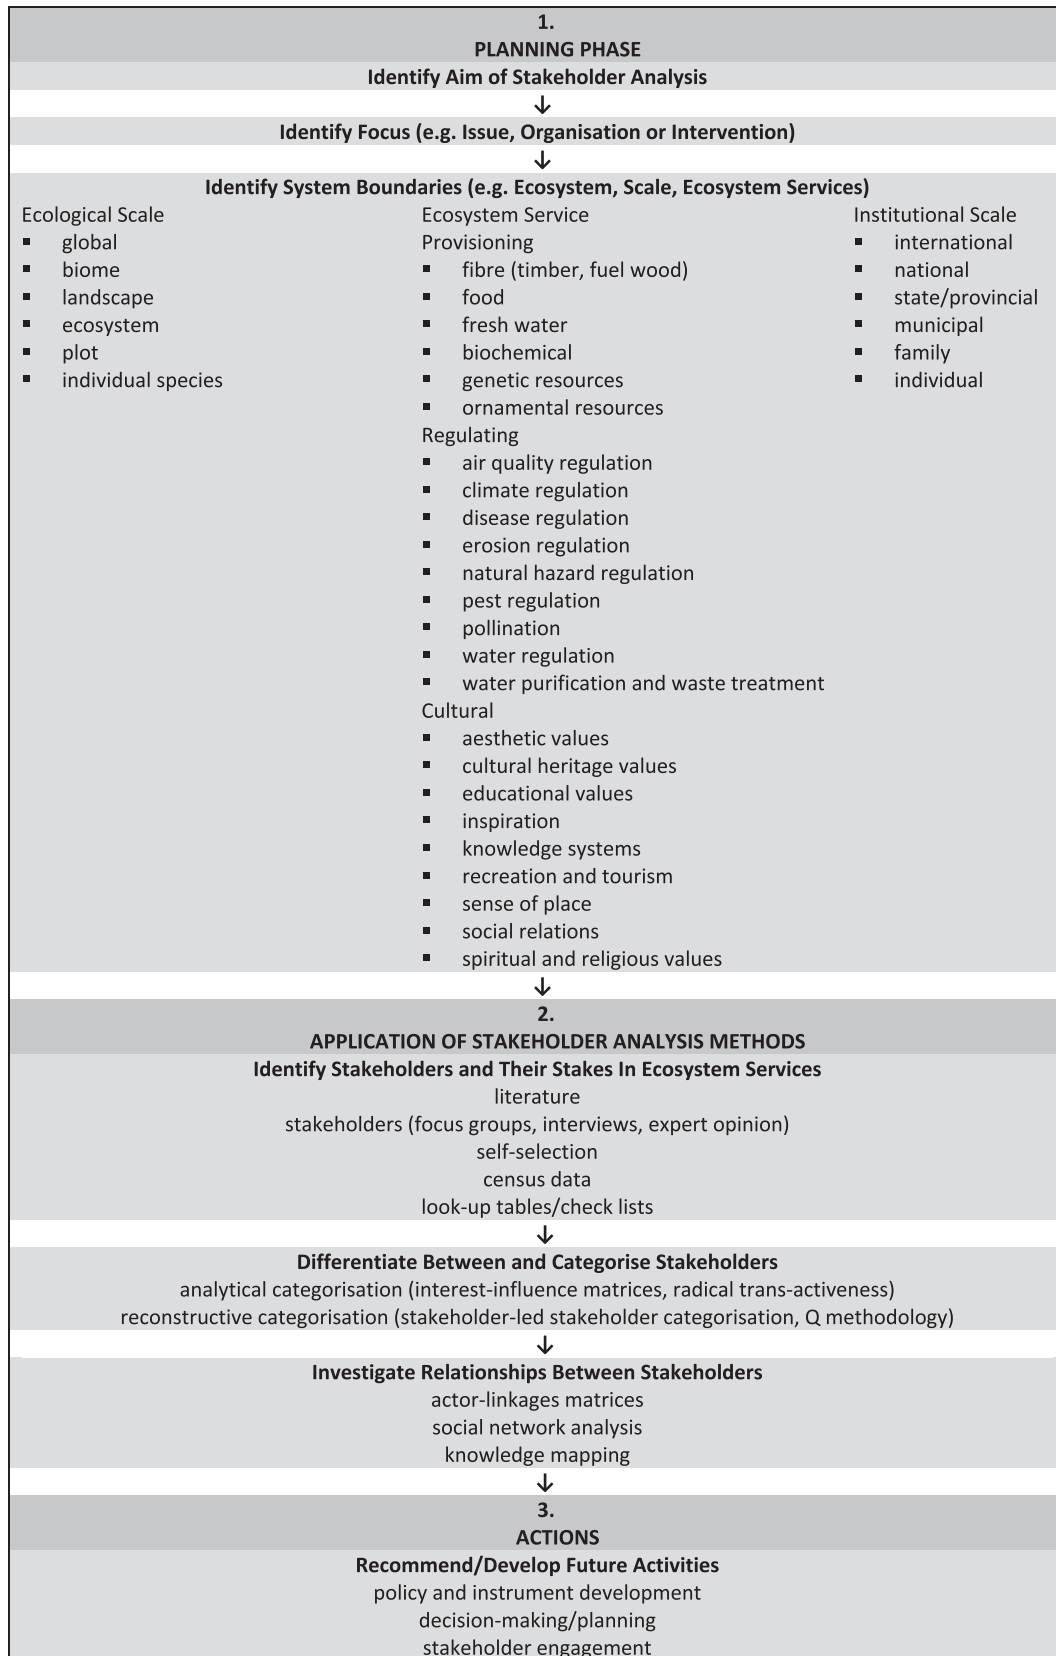 1.
PLANNING PHASE
Identify Aim of Stakeholder Analysis
↓
Identify Focus (e.g. Issue, Organisation or Intervention)
↓
Identify System Boundaries (e.g. Ecosystem, Scale, Ecosystem Services)
Ecological Scale
▪ global
▪ biome
▪ landscape
▪ ecosystem
▪ plot
▪ individual species
Ecosystem Service
Provisioning
▪ fibre (timber, fuel wood)
▪ food
▪ fresh water
▪ biochemical
▪ genetic resources
▪ ornamental resources
Regulating
▪ air quality regulation
▪ climate regulation
▪ disease regulation
▪ erosion regulation
▪ natural hazard regulation
▪ pest regulation
▪ pollination
▪ water regulation
▪ water purification and waste treatment
Cultural
▪ aesthetic values
▪ cultural heritage values
▪ educational values
▪ inspiration
▪ knowledge systems
▪ recreation and tourism
▪ sense of place
▪ social relations
▪ spiritual and religious values
Institutional Scale
▪ international
▪ national
▪ state/provincial
▪ municipal
▪ family
▪ individual
↓
2.
APPLICATION OF STAKEHOLDER ANALYSIS METHODS
Identify Stakeholders and Their Stakes In Ecosystem Services
literature
stakeholders (focus groups, interviews, expert opinion)
self-selection
census data
look-up tables/check lists
↓
Differentiate Between and Categorise Stakeholders
analytical categorisation (interest-influence matrices, radical trans-activeness)
reconstructive categorisation (stakeholder-led stakeholder categorisation, Q methodology)
↓
Investigate Relationships Between Stakeholders
actor-linkages matrices
social network analysis
knowledge mapping
↓
3.
ACTIONS
Recommend/Develop Future Activities
policy and instrument development
decision-making/planning
stakeholder engagement